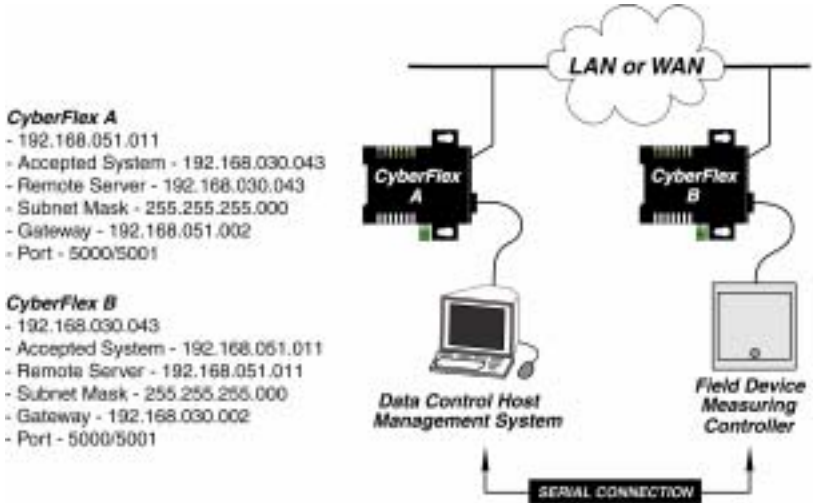 LAN or WAN
CyberFlex A
- 192.168.051.011
- Accepted System - 192.168.030.043
- Remote Server - 192.168.030.043
- Subnet Mask - 255.255.255.000
- Gateway - 192.168.051.002
- Port - 5000/5001
CyberFlex B
- 192.168.030.043
- Accepted System - 192.168.051.011
- Remote Server - 192.168.051.011
- Subnet Mask - 255.255.255.000
- Gateway - 192.168.030.002
- Port - 5000/5001
CyberFlex
A
CyberFlex
B
Data Control Host
Management System
Field Device
Measuring
Controller
SERIAL CONNECTION